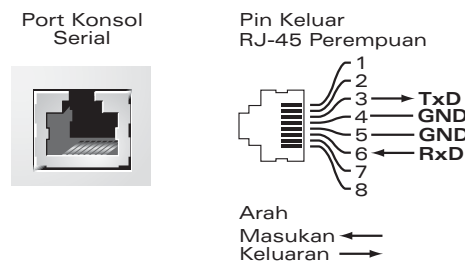 Port Konsol
Serial
Pin Keluar
RJ-45 Perempuan
1
2
3 TxD
4 GND
5 GND
6 RxD
7
8
Arah
Masukan
Keluaran